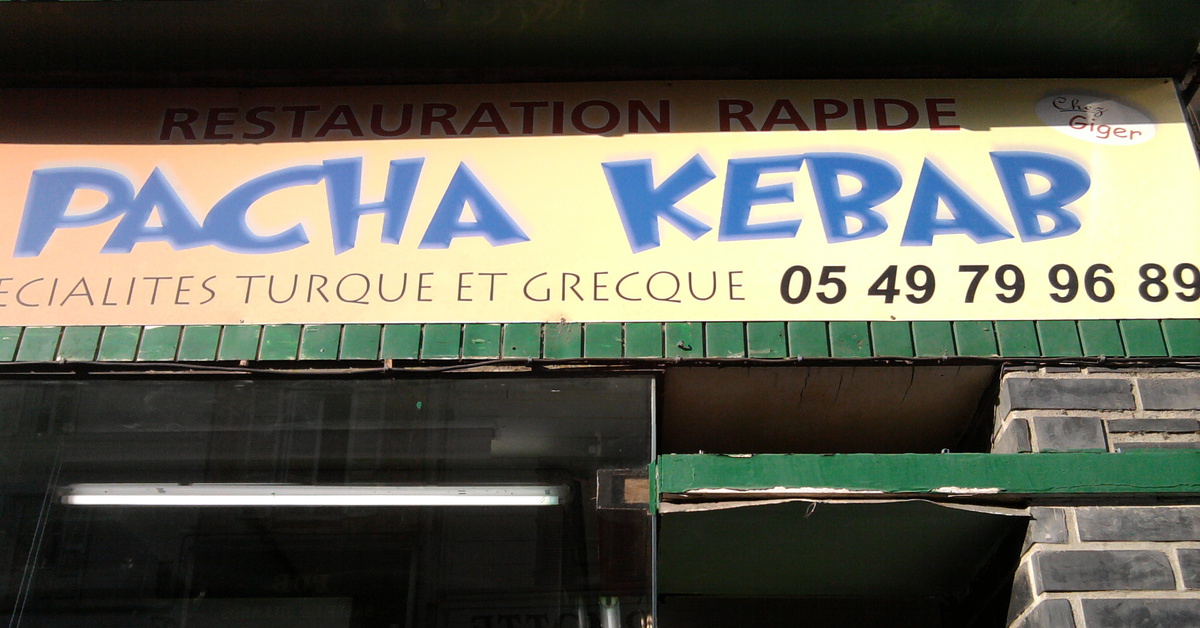 RESTAURATION RAPIDE
Chez
Giger
PACHA KEBAB
ECIALITES TURQUE ET GRECQUE 05 49 79 96 89